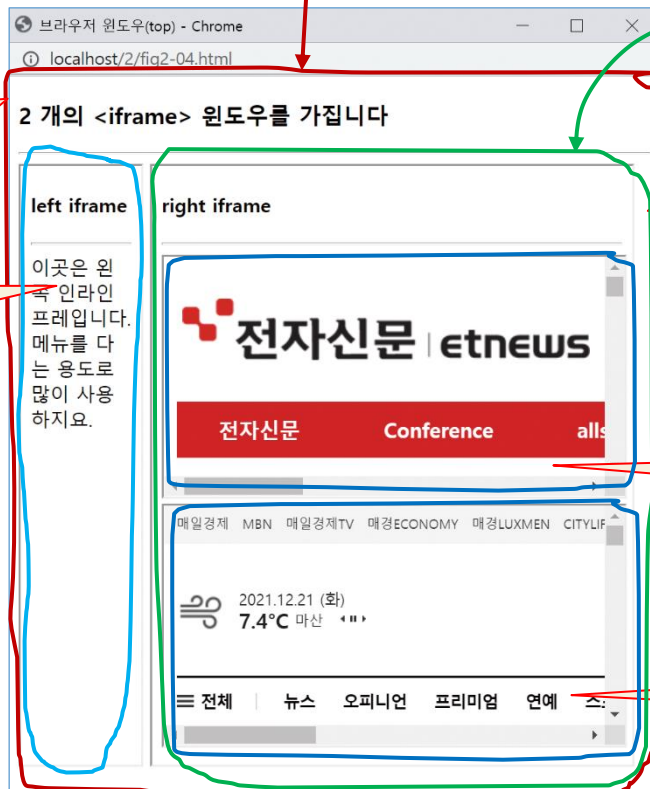 브라우저 윈도우(top) - Chrome
localhost/2/fig2-04.html
2 개의 <iframe> 윈도우를 가집니다
left iframe
이곳은 왼
쪽 인라인
프레입니다.
메뉴를 다
는 용도로
많이 사용
하지요.
right iframe
전자신문 | etnews
전자신문 Conference alls
매일경제 MBN 매일경제TV 매경ECONOMY 매경LUXMEN CITYLIF
2021.12.21 (화)
7.4°C 마산
전체 뉴스 오피니언 프리미엄 연예